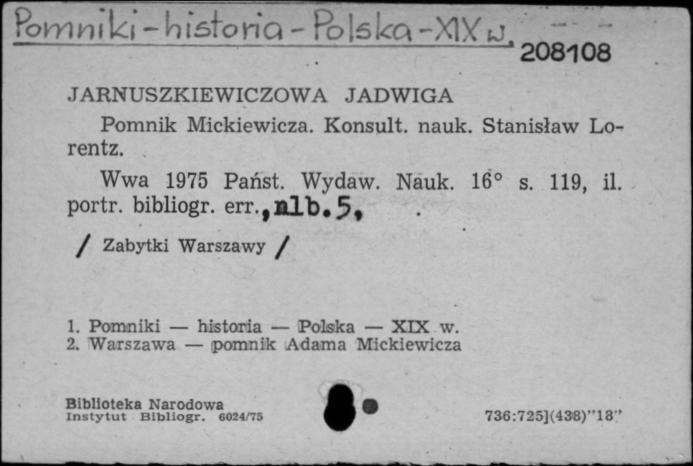 Pomniki - historia - Polska - XIX w.
208108
JARNUSZKIEWICZOWA JADWIGA
Pomnik Mickiewicza. Konsult. nauk. Stanisław Lo-
rentz.
Wwa 1975 Państ. Wydaw. Nauk. 16° s. 119, il.
portr. bibliogr. err., nlb. 5,
/ Zabytki Warszawy /
1. Pomniki — historia — Polska — XIX w.
2. Warszawa — pomnik Adama Mickiewicza
Biblioteka Narodowa
Instytut Bibliogr. 6024/75
736:725](438)"18"